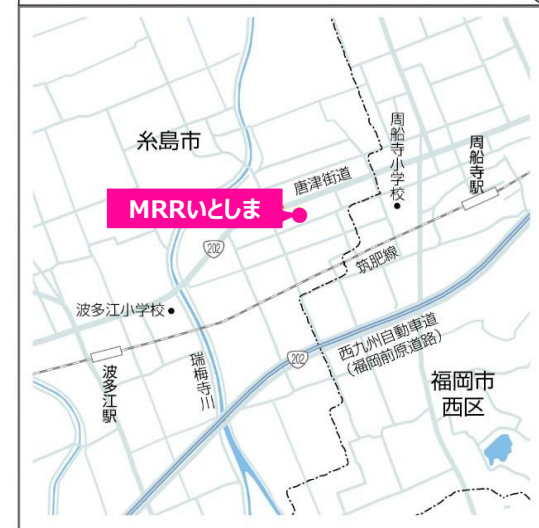 糸島市
周船寺小学校
周船寺駅
唐津街道
MRRいとしま
202
筑肥線
波多江小学校
西九州自動車道
(福岡前原道路)
202
波多江駅
瑞梅寺川
福岡市
西区